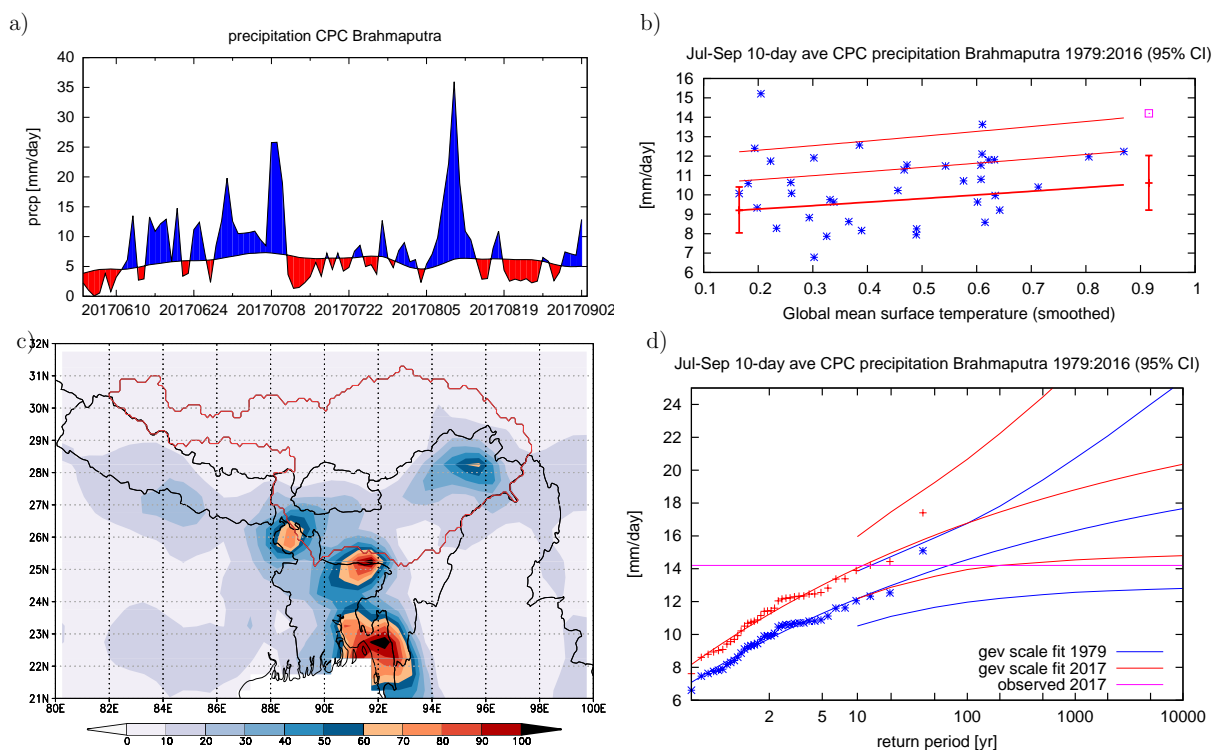 a)
precipitation CPC Brahmaputra
prcp [mm/day]
40
35
30
25
20
15
10
5
0
20170610 20170624 20170708 20170722 20170805 20170819 20170902
b)
Jul-Sep 10-day ave CPC precipitation Brahmaputra 1979:2016 (95% CI)
[mm/day]
16
15
14
13
12
11
10
9
8
7
6
0.1 0.2 0.3 0.4 0.5 0.6 0.7 0.8 0.9 1
Global mean surface temperature (smoothed)
c)
32N
31N
30N
29N
28N
27N
26N
25N
24N
23N
22N
21N
80E 82E 84E 86E 88E 90E 92E 94E 96E 98E 100E
0 10 20 30 40 50 60 70 80 90 100
d)
Jul-Sep 10-day ave CPC precipitation Brahmaputra 1979:2016 (95% CI)
[mm/day]
24
22
20
18
16
14
12
10
8
6
gev scale fit 1979
gev scale fit 2017
observed 2017
2 5 10 100 1000 10000
return period [yr]